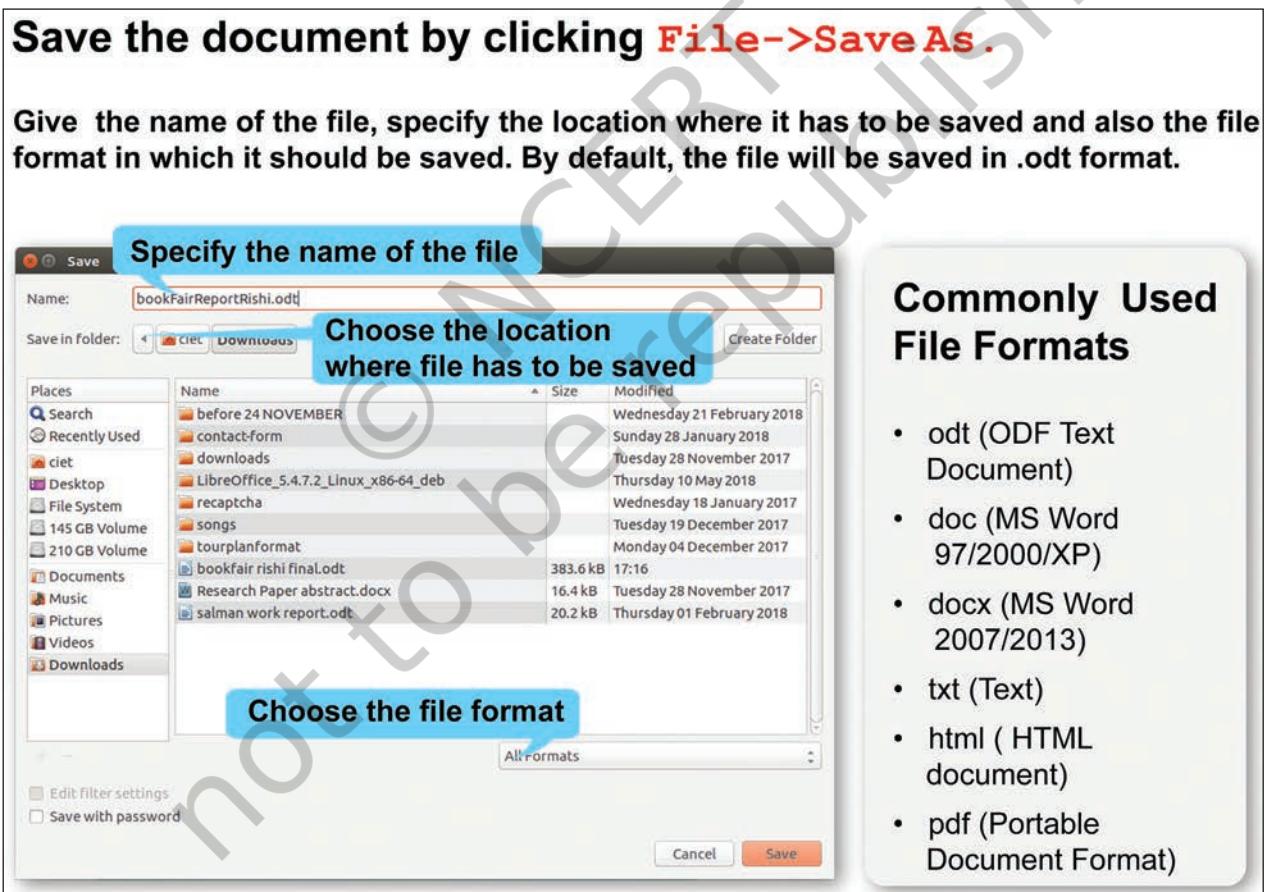 Save the document by clicking File->Save As.
Give the name of the file, specify the location where it has to be saved and also the file
format in which it should be saved. By default, the file will be saved in .odt format.
Specify the name of the file
Save
Name: bookFairReportRishi.odt
Choose the location
where file has to be saved
Save in folder: ciet Downloads Create Folder
Places Name Size Modified
Search before 24 NOVEMBER Wednesday 21 February 2018
Recently Used contact-form Sunday 28 January 2018
ciet downloads Tuesday 28 November 2017
Desktop LibreOffice_5.4.7.2_Linux_x86-64_deb Thursday 10 May 2018
File System recaptcha Wednesday 18 January 2017
145 GB Volume songs Tuesday 19 December 2017
210 GB Volume tourplanformat Monday 04 December 2017
Documents bookfair rishi final.odt 383.6 kB 17:16
Music Research Paper abstract.docx 16.4 kB Tuesday 28 November 2017
Pictures salman work report.odt 20.2 kB Thursday 01 February 2018
Videos
Downloads
Choose the file format
All Formats
Edit filter settings
Save with password
Cancel Save
Commonly Used
File Formats
• odt (ODF Text
Document)
• doc (MS Word
97/2000/XP)
• docx (MS Word
2007/2013)
• txt (Text)
• html ( HTML
document)
• pdf (Portable
Document Format)
© NCERT
not to be republish